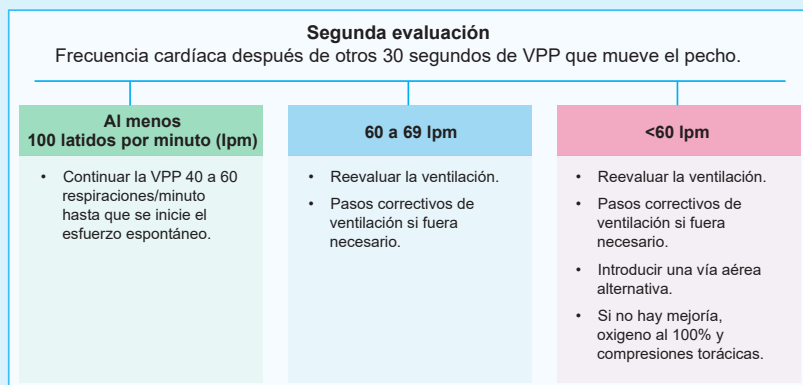 Segunda evaluación
Frecuencia cardíaca después de otros 30 segundos de VPP que mueve el pecho.
Al menos
100 latidos por minuto (lpm)
• Continuar la VPP 40 a 60
respiraciones/minuto
hasta que se inicie el
esfuerzo espontáneo.
60 a 69 lpm
• Reevaluar la ventilación.
• Pasos correctivos de
ventilación si fuera
necesario.
<60 lpm
• Reevaluar la ventilación.
• Pasos correctivos de
ventilación si fuera
necesario.
• Introducir una vía aérea
alternativa.
• Si no hay mejoría,
oxigeno al 100% y
compresiones torácicas.